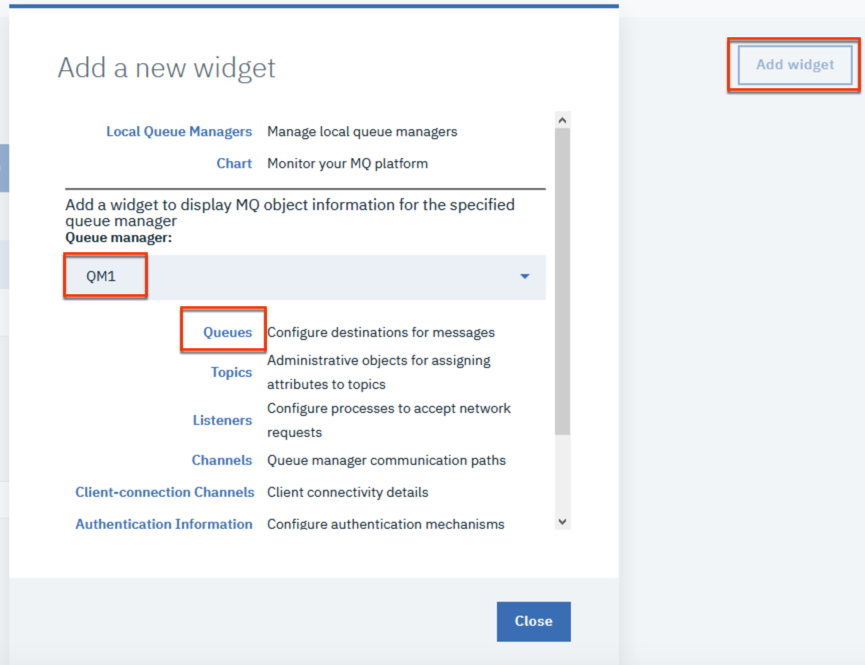 Add a new widget
Add widget
Local Queue Managers Manage local queue managers
Chart Monitor your MQ platform
Add a widget to display MQ object information for the specified
queue manager
Queue manager:
QM1
Queues Configure destinations for messages
Topics Administrative objects for assigning
attributes to topics
Listeners Configure processes to accept network
requests
Channels Queue manager communication paths
Client-connection Channels Client connectivity details
Authentication Information Configure authentication mechanisms
Close